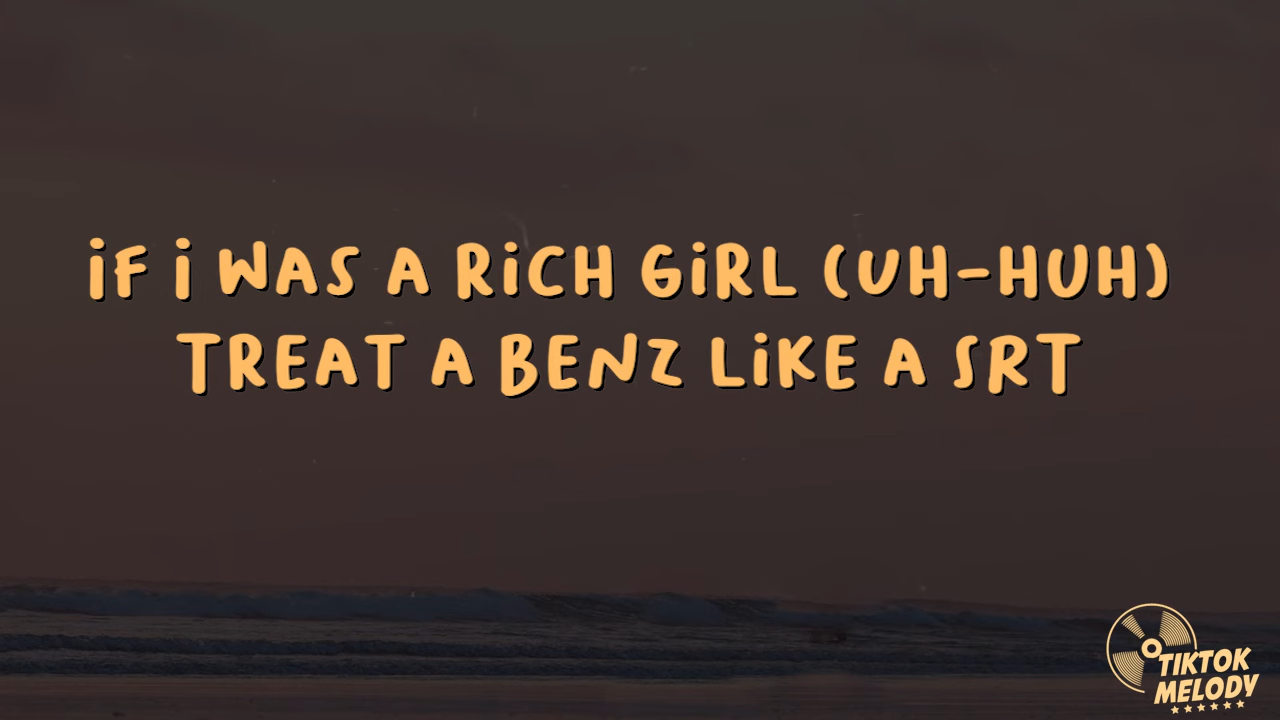 IF I WAS A RICH GIRL (UH-HUH)
TREAT A BENZ LIKE A SRT
TIKTOK
MELODY